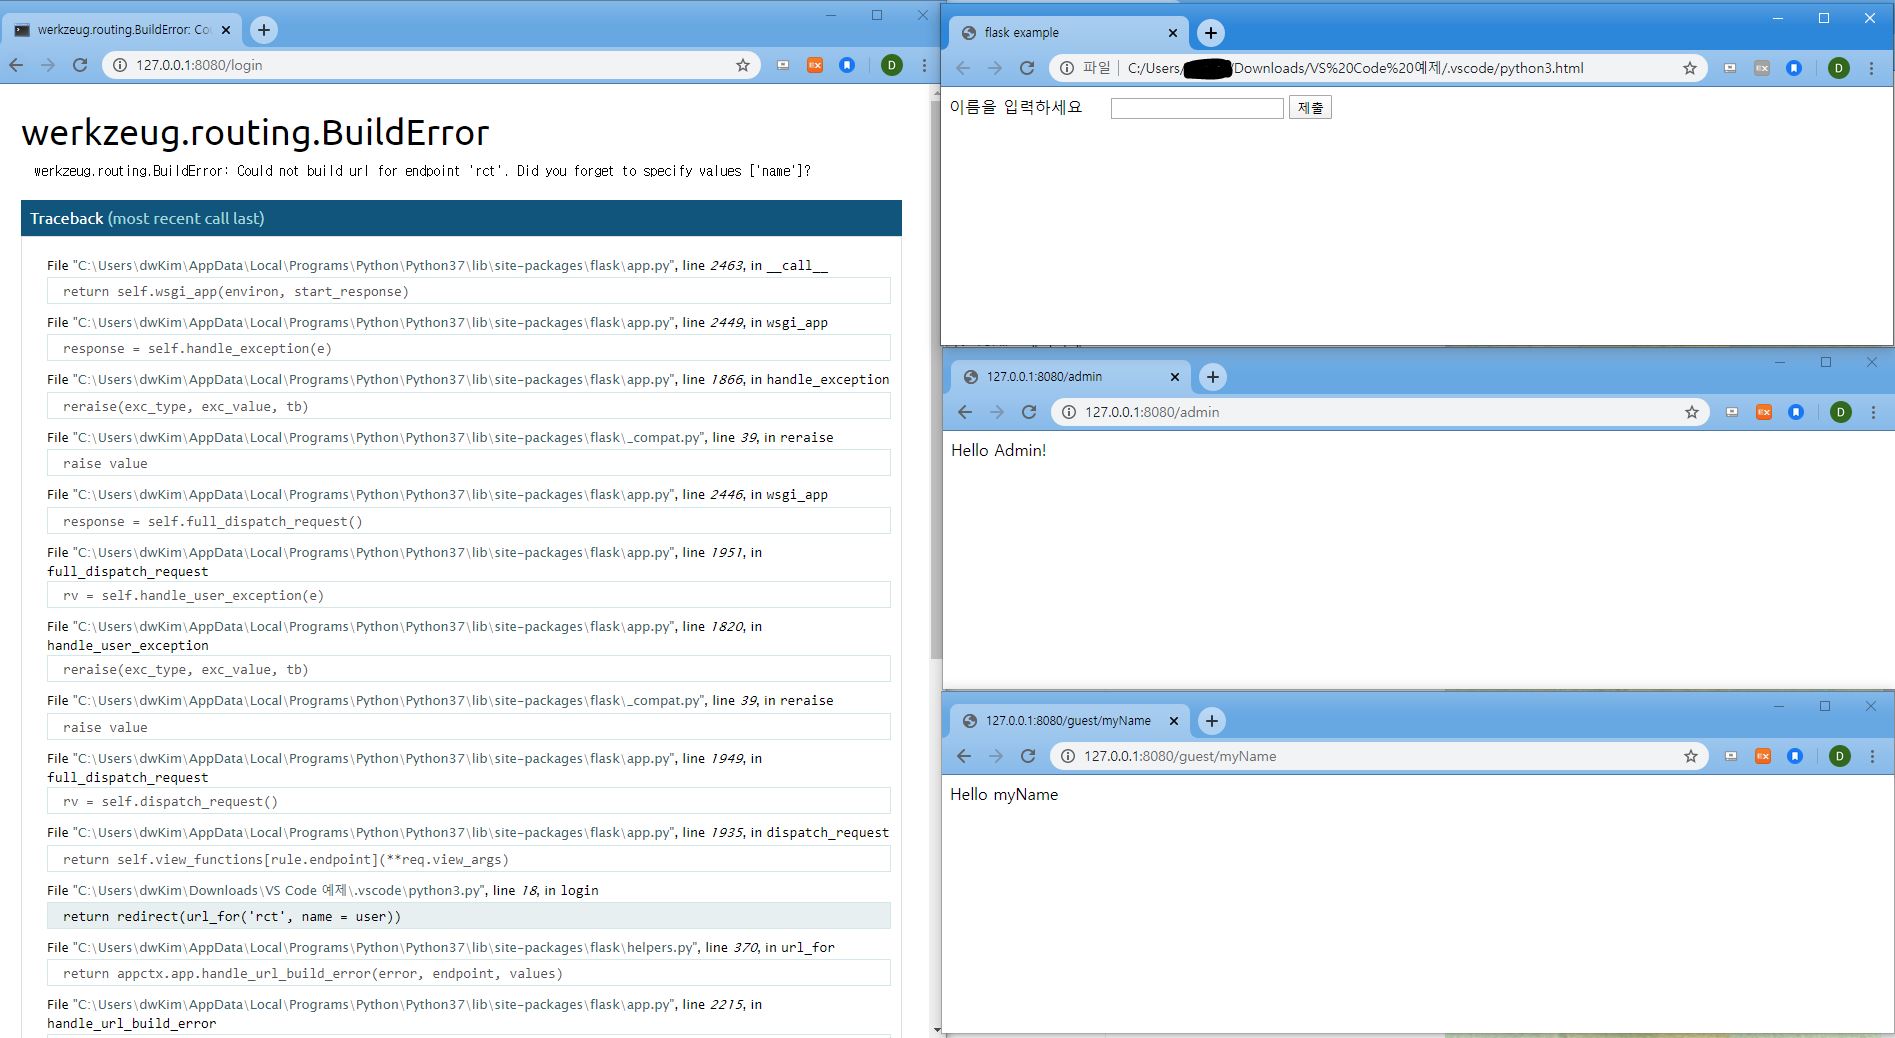 werkzeug.routing.BuildError: Co
127.0.0.1:8080/login
D
werkzeug.routing.BuildError
werkzeug.routing.BuildError: Could not build url for endpoint 'rct'. Did you forget to specify values ['name']?
Traceback (most recent call last)
File "C:\Users\dwKim\AppData\Local\Programs\Python\Python37\lib\site-packages\flask\app.py", line 2463, in __call__
return self.wsgi_app(environ, start_response)
File "C:\Users\dwKim\AppData\Local\Programs\Python\Python37\lib\site-packages\flask\app.py", line 2449, in wsgi_app
response = self.handle_exception(e)
File "C:\Users\dwKim\AppData\Local\Programs\Python\Python37\lib\site-packages\flask\app.py", line 1866, in handle_exception
reraise(exc_type, exc_value, tb)
File "C:\Users\dwKim\AppData\Local\Programs\Python\Python37\lib\site-packages\flask\_compat.py", line 39, in reraise
raise value
File "C:\Users\dwKim\AppData\Local\Programs\Python\Python37\lib\site-packages\flask\app.py", line 2446, in wsgi_app
response = self.full_dispatch_request()
File "C:\Users\dwKim\AppData\Local\Programs\Python\Python37\lib\site-packages\flask\app.py", line 1951, in
full_dispatch_request
rv = self.handle_user_exception(e)
File "C:\Users\dwKim\AppData\Local\Programs\Python\Python37\lib\site-packages\flask\app.py", line 1820, in
handle_user_exception
reraise(exc_type, exc_value, tb)
File "C:\Users\dwKim\AppData\Local\Programs\Python\Python37\lib\site-packages\flask\_compat.py", line 39, in reraise
raise value
File "C:\Users\dwKim\AppData\Local\Programs\Python\Python37\lib\site-packages\flask\app.py", line 1949, in
full_dispatch_request
rv = self.dispatch_request()
File "C:\Users\dwKim\AppData\Local\Programs\Python\Python37\lib\site-packages\flask\app.py", line 1935, in dispatch_request
return self.view_functions[rule.endpoint](**req.view_args)
File "C:\Users\dwKim\Downloads\VS Code 예제\.vscode\python3.py", line 18, in login
return redirect(url_for('rct', name = user))
File "C:\Users\dwKim\AppData\Local\Programs\Python\Python37\lib\site-packages\flask\helpers.py", line 370, in url_for
return appctx.app.handle_url_build_error(error, endpoint, values)
File "C:\Users\dwKim\AppData\Local\Programs\Python\Python37\lib\site-packages\flask\app.py", line 2215, in
handle_url_build_error
flask example
파일 | C:/Users/ /Downloads/VS%20Code%20예제/.vscode/python3.html
D
이름을 입력하세요
제출
127.0.0.1:8080/admin
127.0.0.1:8080/admin
D
Hello Admin!
127.0.0.1:8080/guest/myName
127.0.0.1:8080/guest/myName
D
Hello myName